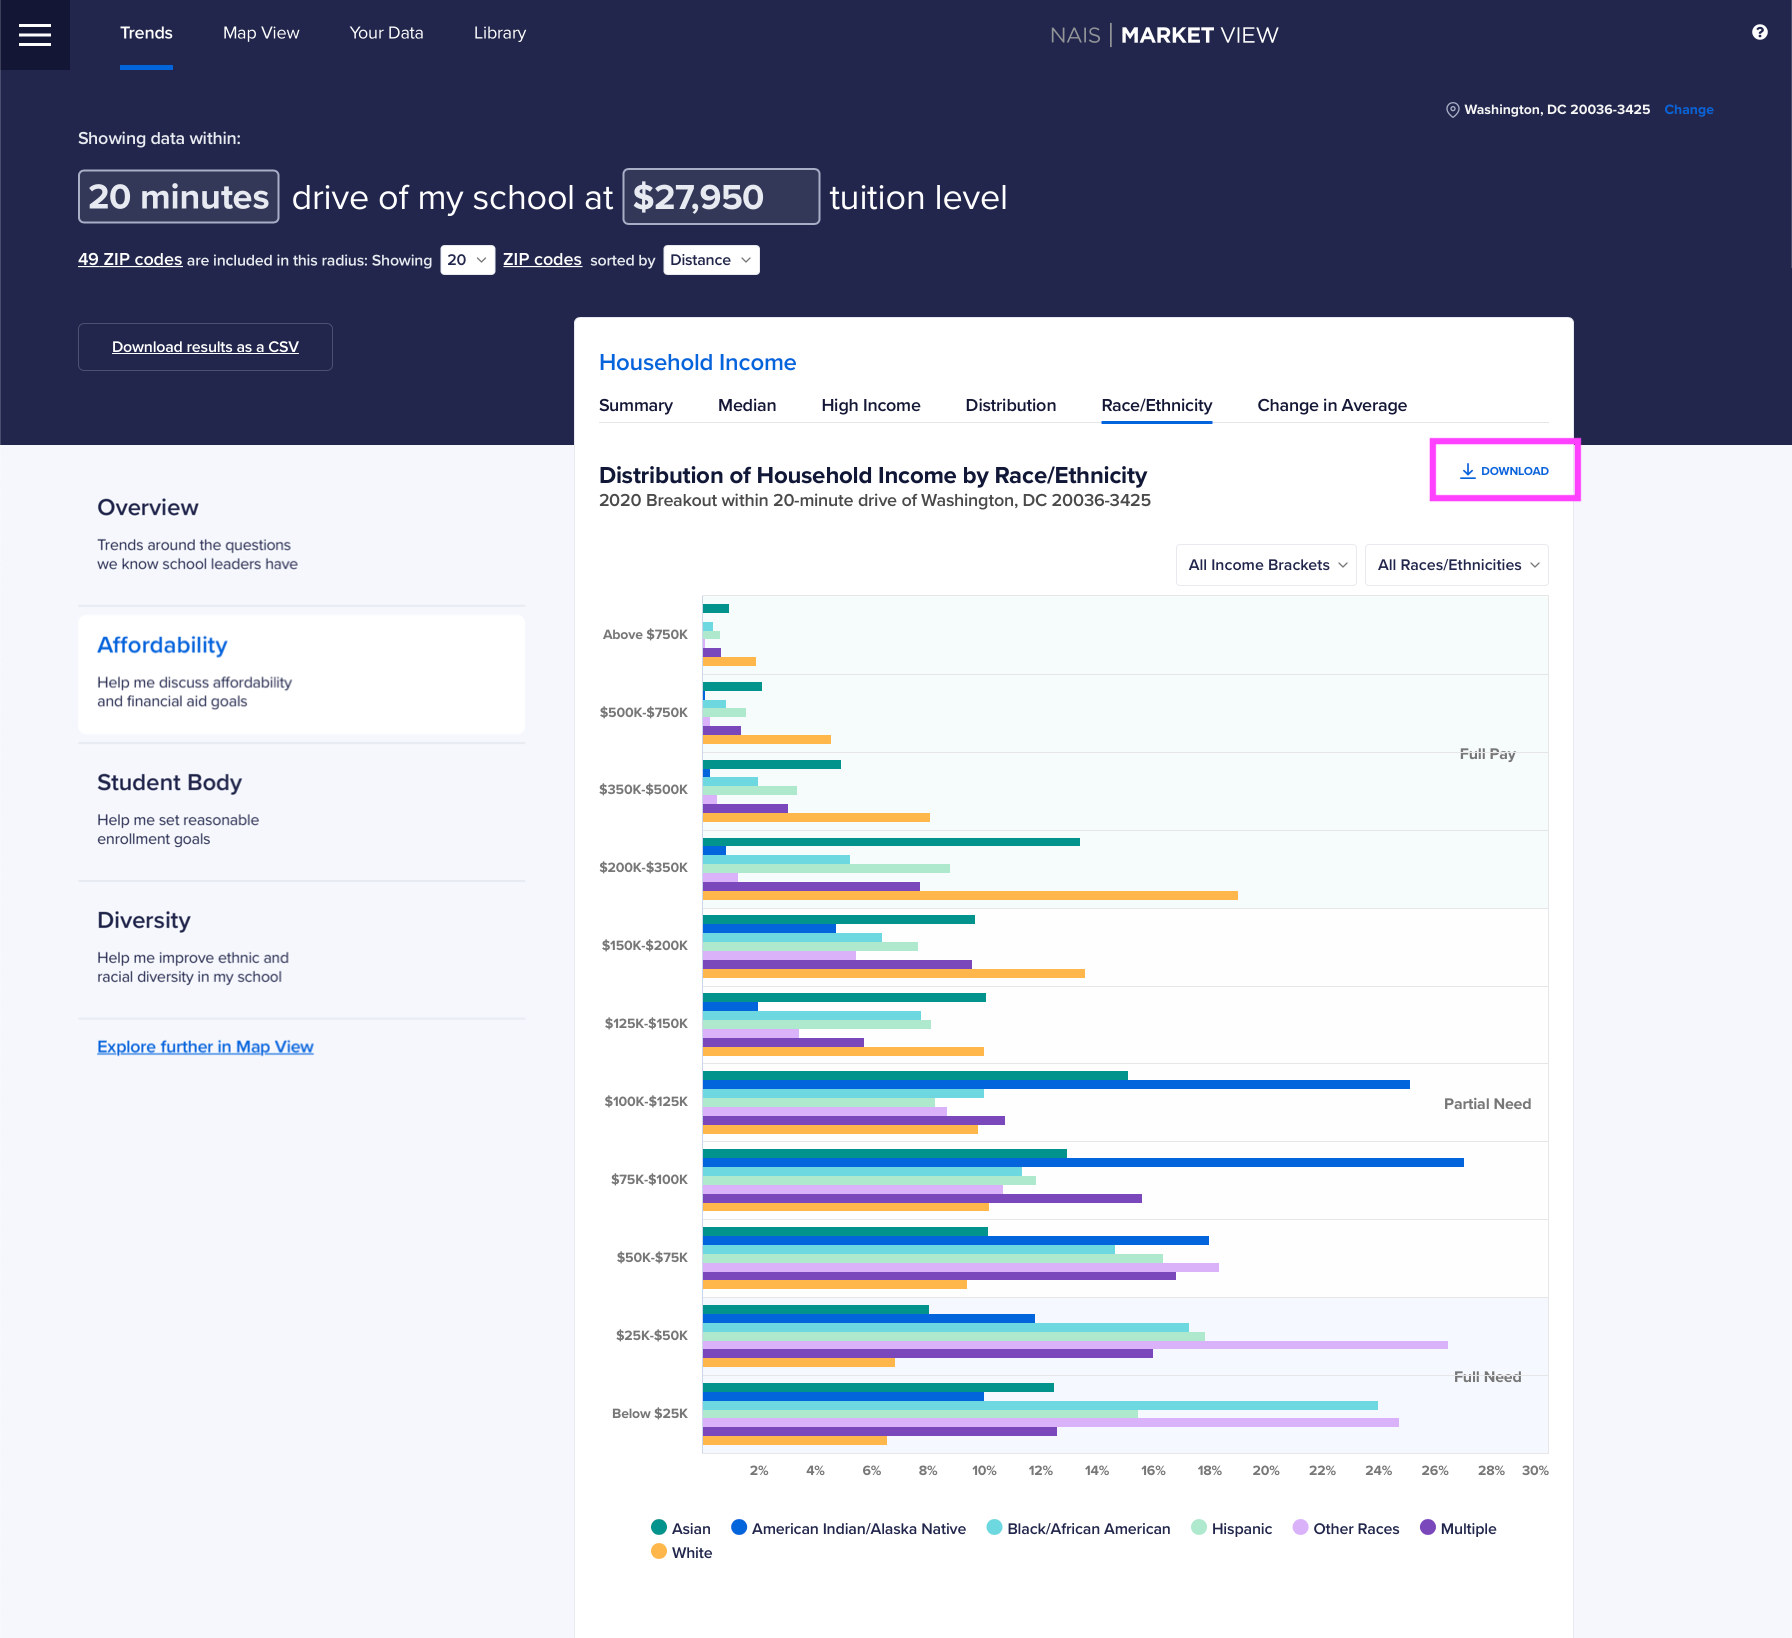 Trends Map View Your Data Library NAIS | MARKET VIEW ?
Washington, DC 20036-3425 Change
Showing data within:
20 minutes drive of my school at $27,950 tuition level
49 ZIP codes are included in this radius: Showing 20 ZIP codes sorted by Distance
Download results as a CSV
Household Income
Summary Median High Income Distribution Race/Ethnicity Change in Average
Distribution of Household Income by Race/Ethnicity
2020 Breakout within 20-minute drive of Washington, DC 20036-3425
DOWNLOAD
Overview
Trends around the questions
we know school leaders have
Affordability
Help me discuss affordability
and financial aid goals
Student Body
Help me set reasonable
enrollment goals
Diversity
Help me improve ethnic and
racial diversity in my school
Explore further in Map View
All Income Brackets All Races/Ethnicities
Above $750K
$500K-$750K
Full Pay
$350K-$500K
$200K-$350K
$150K-$200K
$125K-$150K
$100K-$125K
Partial Need
$75K-$100K
$50K-$75K
$25K-$50K
Full Need
Below $25K
2% 4% 6% 8% 10% 12% 14% 16% 18% 20% 22% 24% 26% 28% 30%
Asian American Indian/Alaska Native Black/African American Hispanic Other Races Multiple
White